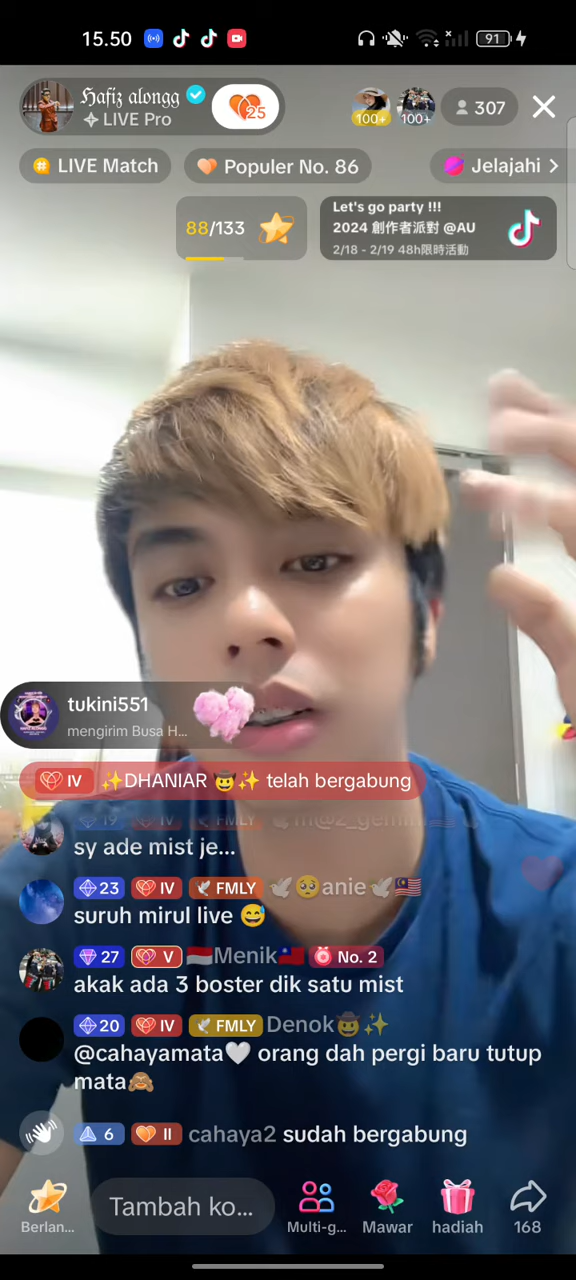 15.50
91
ℌafiz alongg
LIVE Pro
25
100+
100+
307
LIVE Match
Populer No. 86
Jelajahi >
88/133
Let's go party !!!
2024 創作者派對 @AU
2/18 - 2/19 48h限時活動
tukini551
mengirim Busa H...
IV ✨DHANIAR 🤠✨ telah bergabung
19 IV FMLY
sy ade mist je...
23 IV FMLY 🕊️🥺anie🕊️🇲🇾
suruh mirul live 😅
27 V 🇮🇩Menik🇹🇼 No. 2
akak ada 3 boster dik satu mist
20 IV FMLY Denok🤠✨
@cahayamata🤍 orang dah pergi baru tutup
mata🙈
6 II cahaya2 sudah bergabung
Berlan...
Tambah ko...
Multi-g...
Mawar
hadiah
168